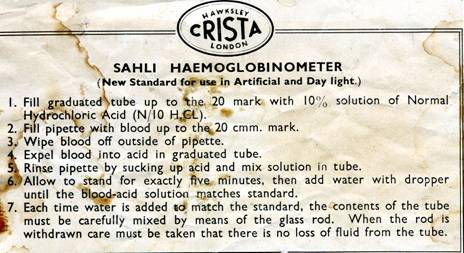 HAWKSLEY
CRISTA
LONDON
SAHLI HAEMOGLOBINOMETER
(New Standard for use in Artificial and Day light.)
1. Fill graduated tube up to the 20 mark with 10% solution of Normal
Hydrochloric Acid (N/10 H.CL).
2. Fill pipette with blood up to the 20 cmm. mark.
3. Wipe blood off outside of pipette.
4. Expel blood into acid in graduated tube.
5. Rinse pipette by sucking up acid and mix solution in tube.
6. Allow to stand for exactly five minutes, then add water with dropper
until the blood-acid solution matches standard.
7. Each time water is added to match the standard, the contents of the tube
must be carefully mixed by means of the glass rod. When the rod is
withdrawn care must be taken that there is no loss of fluid from the tube.